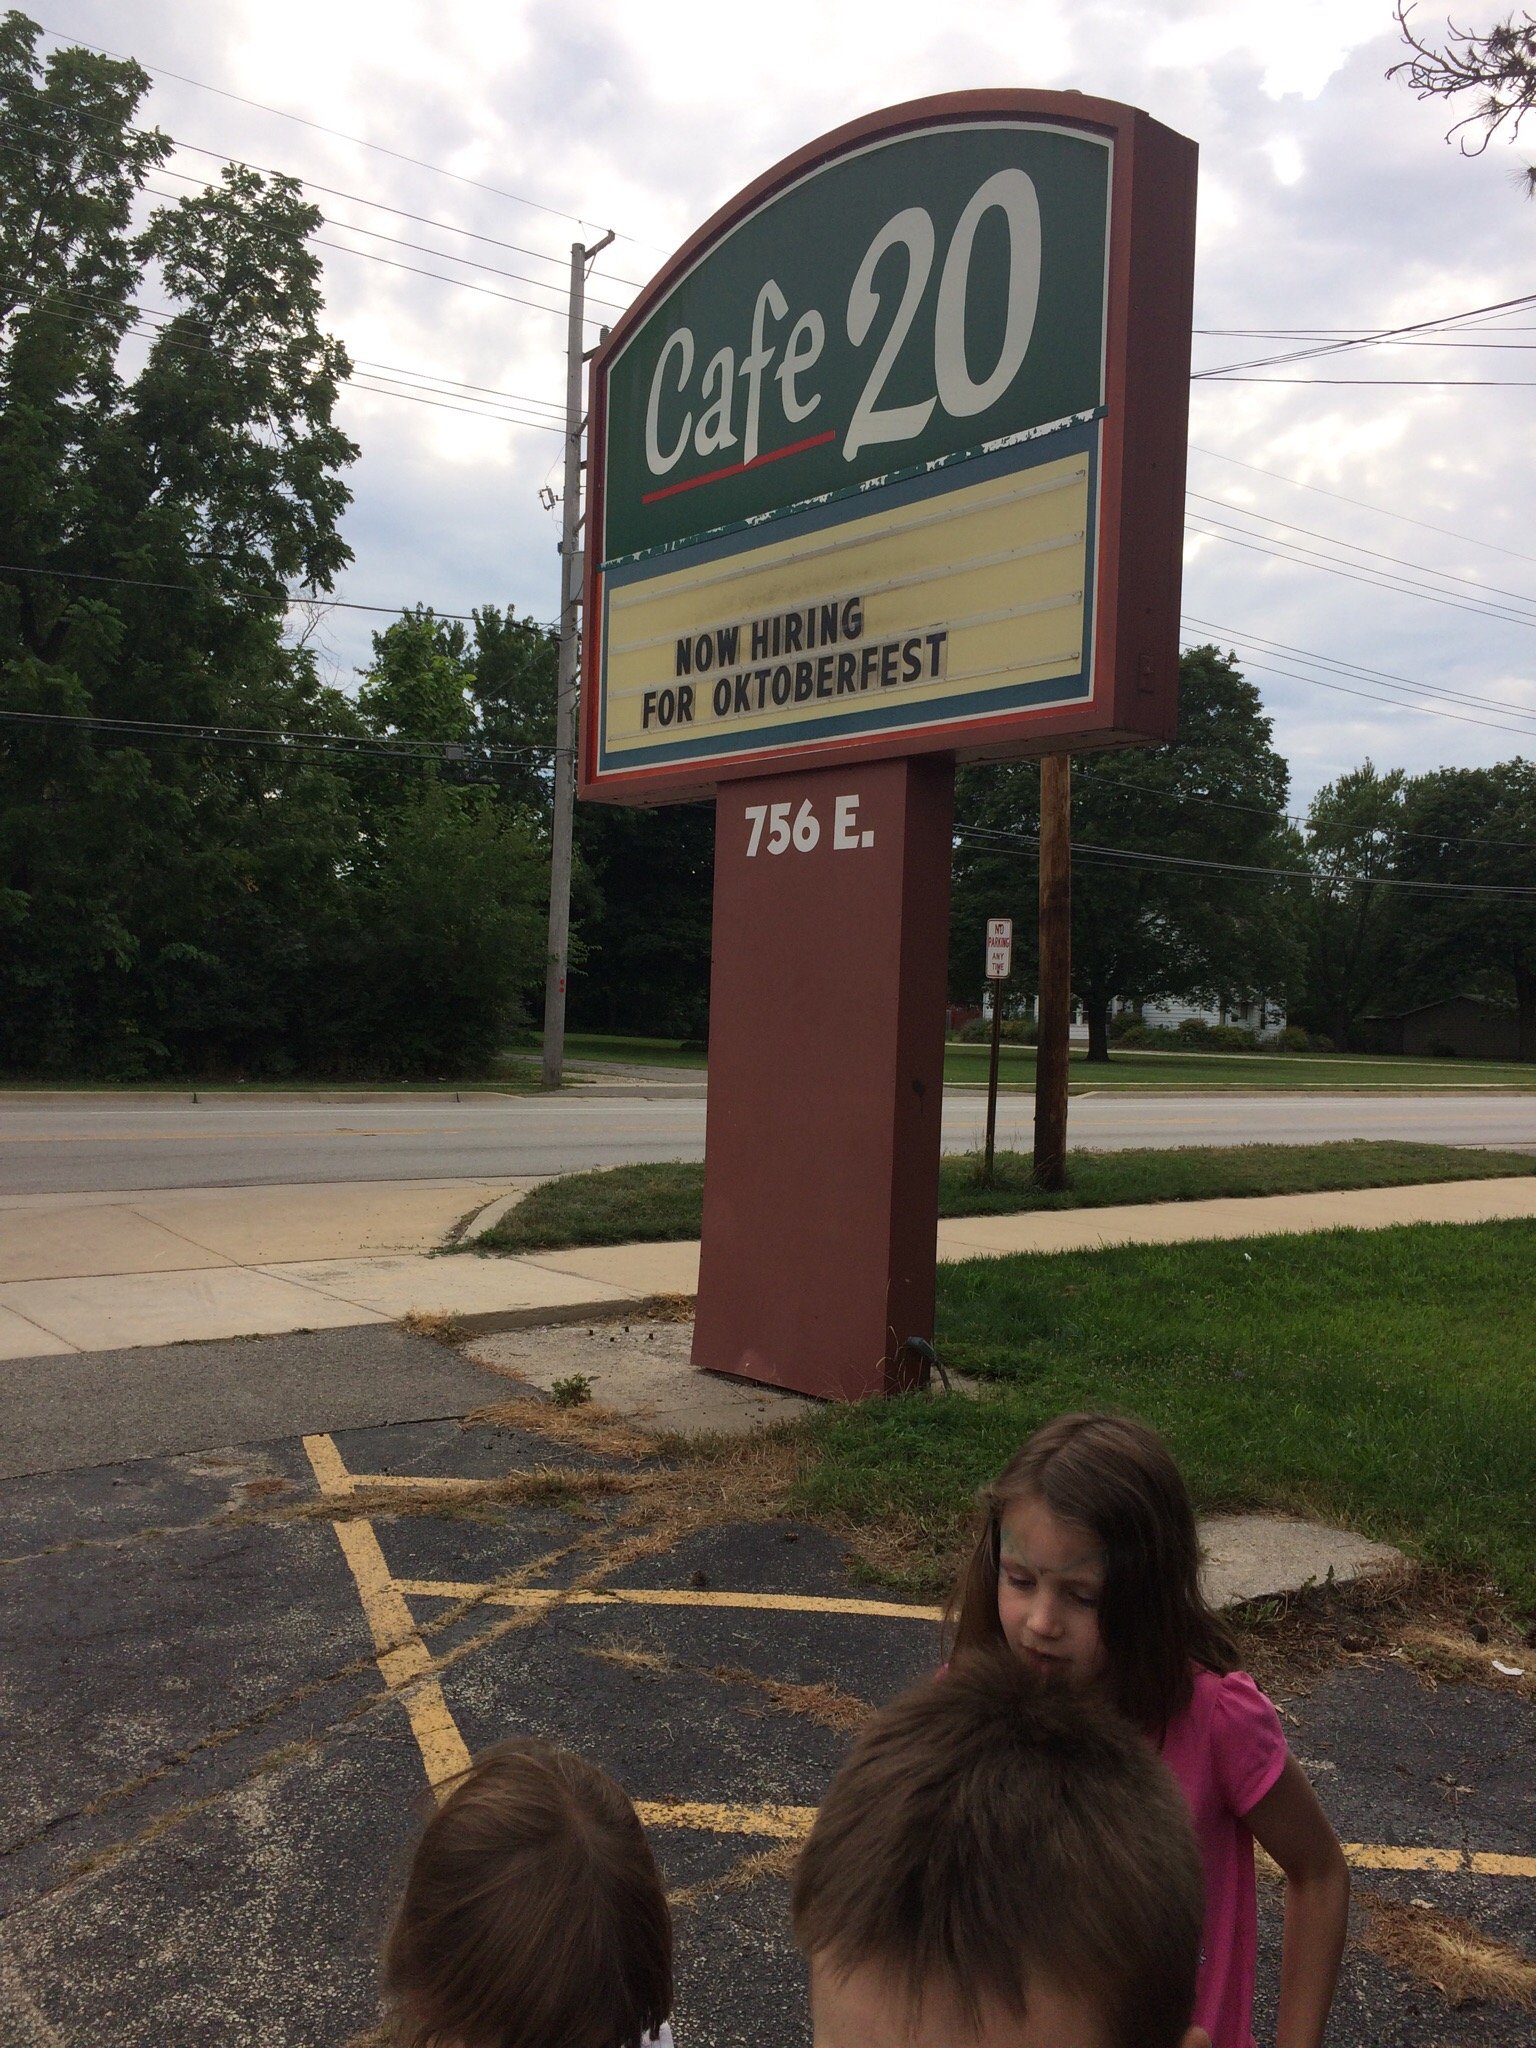 Cafe 20
NOW HIRING
FOR OKTOBERFEST
756 E.
NO
PARKING
ANY
TIME